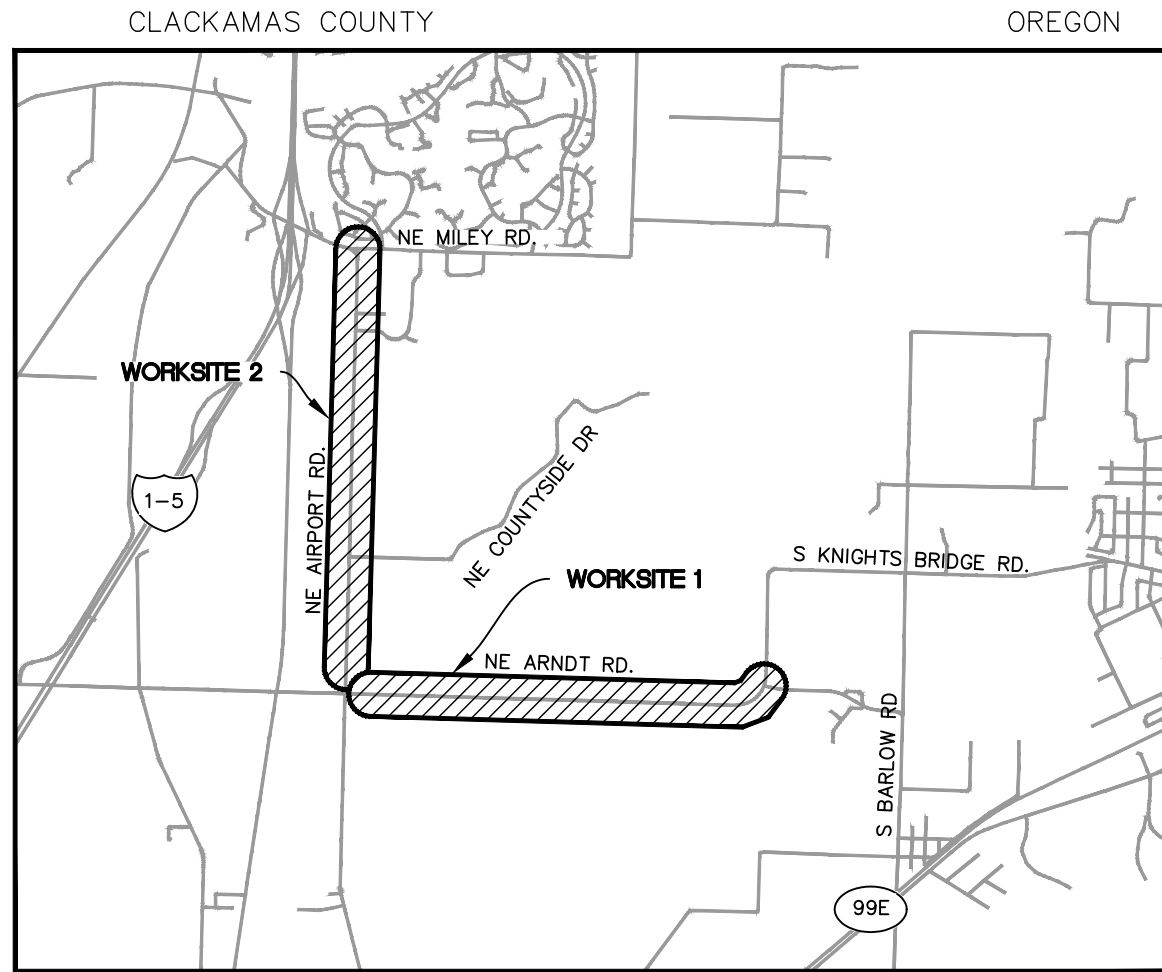 CLACKAMAS COUNTY
OREGON
NE MILEY RD.
WORKSITE 2
NE AIRPORT RD.
1-5
NE COUNTYSIDE DR
S KNIGHTS BRIDGE RD.
WORKSITE 1
NE ARNDT RD.
S BARLOW RD
99E